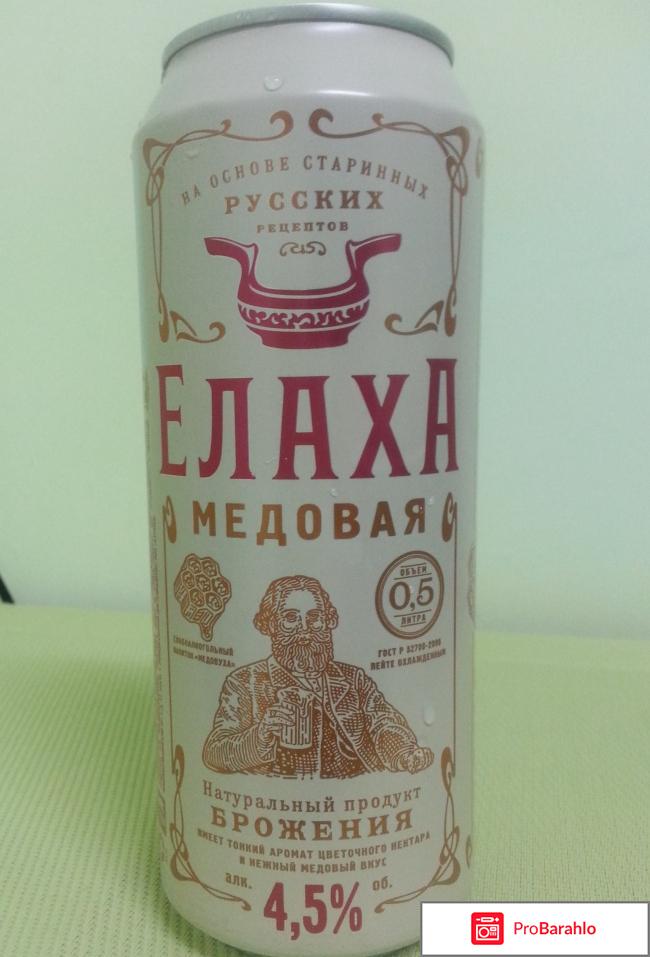 НА ОСНОВЕ СТАРИННЫХ
РУССКИХ
РЕЦЕПТОВ
ЕЛАХА
МЕДОВАЯ
СЛАБОАЛКОГОЛЬНЫЙ
НАПИТОК «МЕДОВУХА»
ОБЪЕМ
0,5
ЛИТРА
ГОСТ Р 52700-2006
ПЕЙТЕ ОХЛАЖДЕННЫМ
Натуральный продукт
БРОЖЕНИЯ
ИМЕЕТ ТОНКИЙ АРОМАТ ЦВЕТОЧНОГО НЕКТАРА
И НЕЖНЫЙ МЕДОВЫЙ ВКУС
алк. 4,5% об.
ProBarahlo